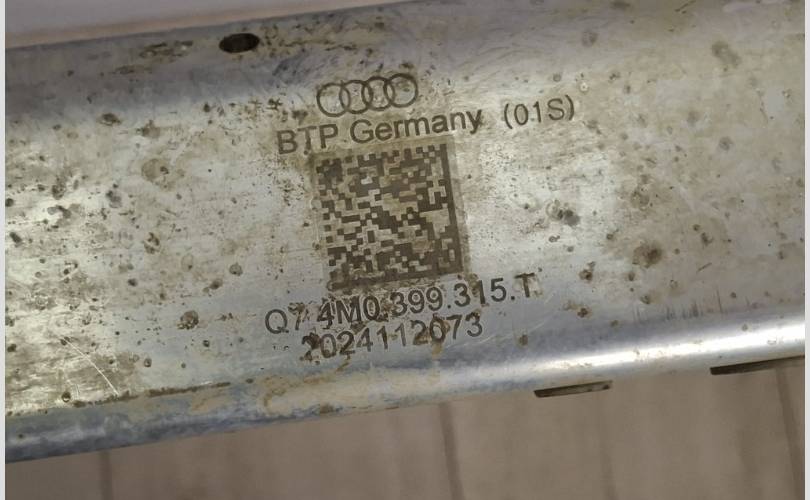 BTP Germany (01S)
Q7 4M0.399.315.T
2024112073